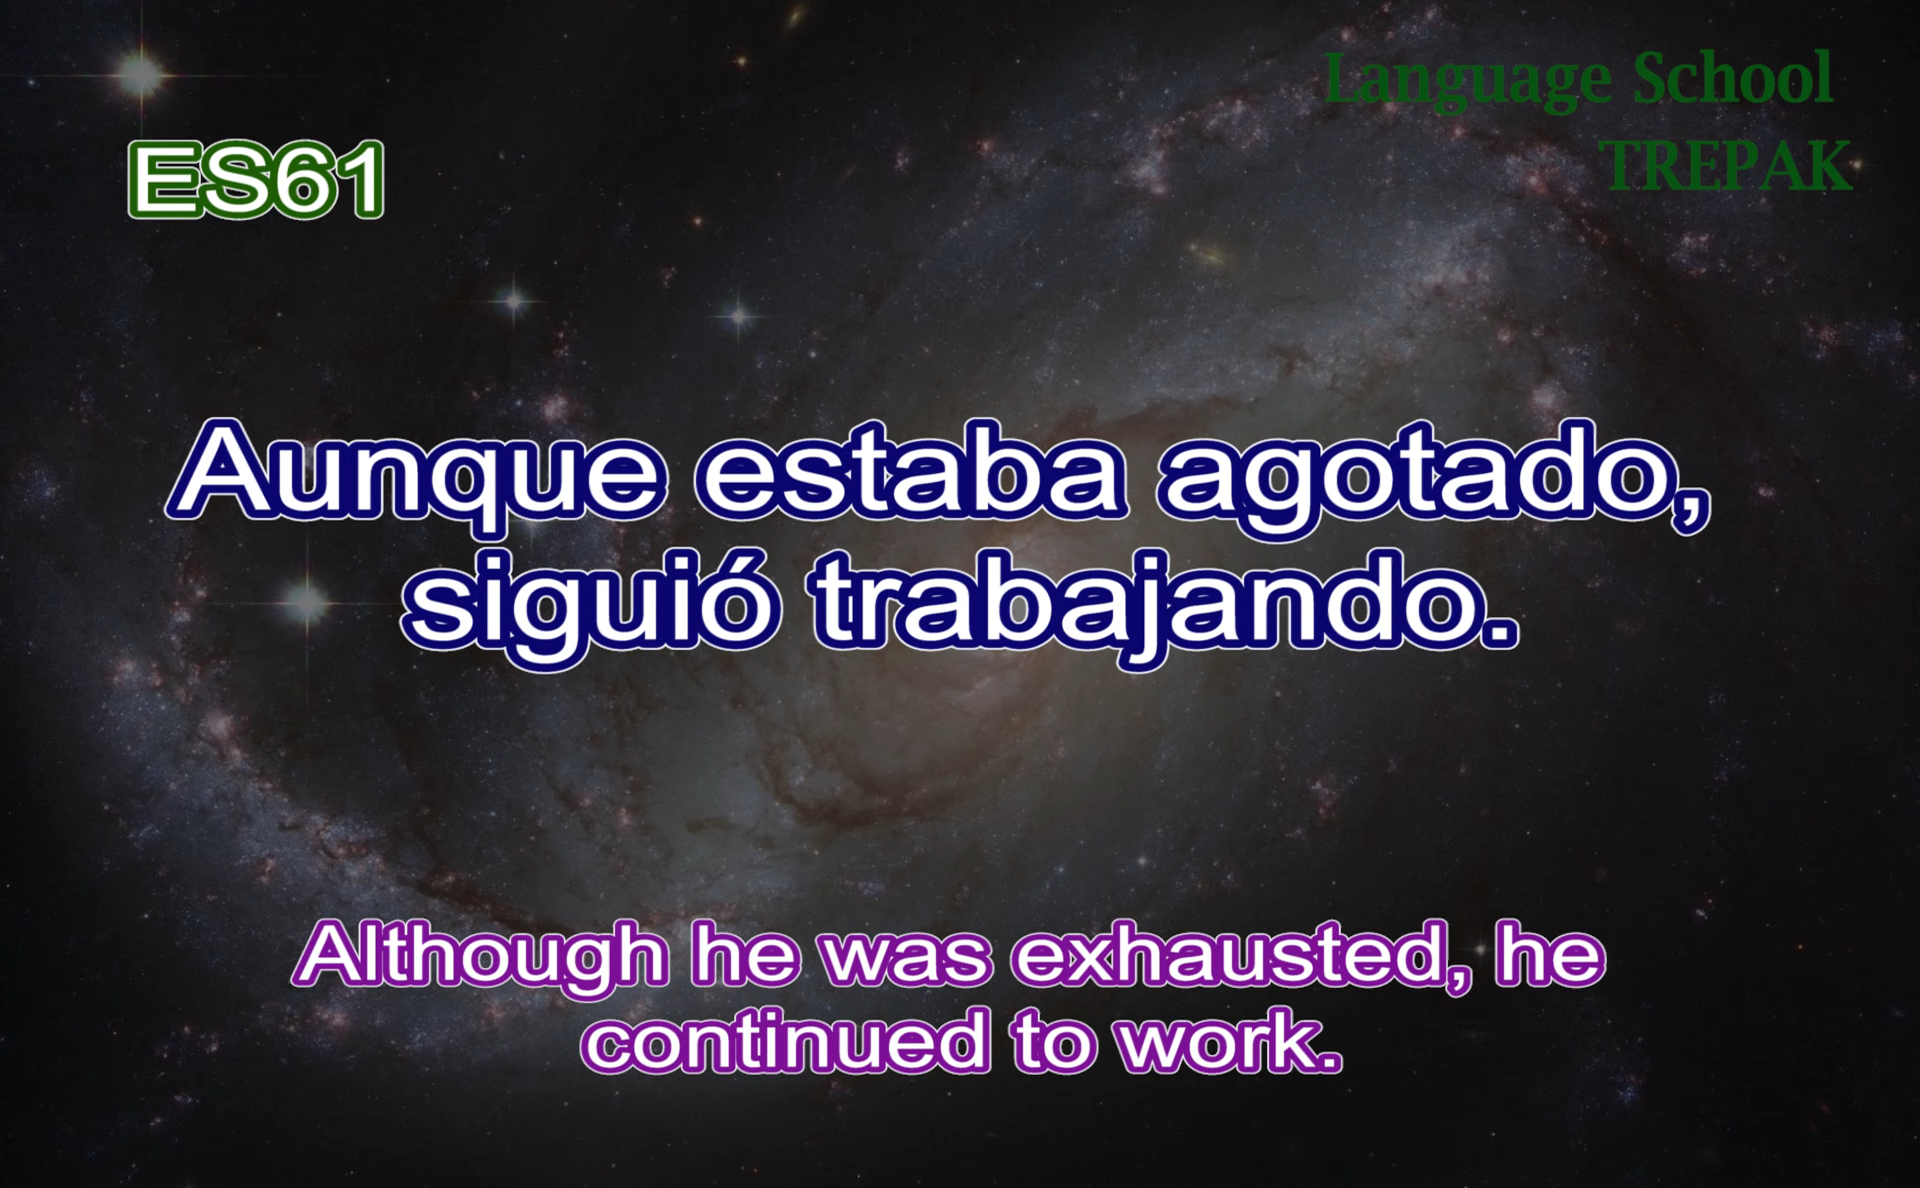 Language School
TREPAK
ES61
Aunque estaba agotado,
siguió trabajando.
Although he was exhausted, he
continued to work.